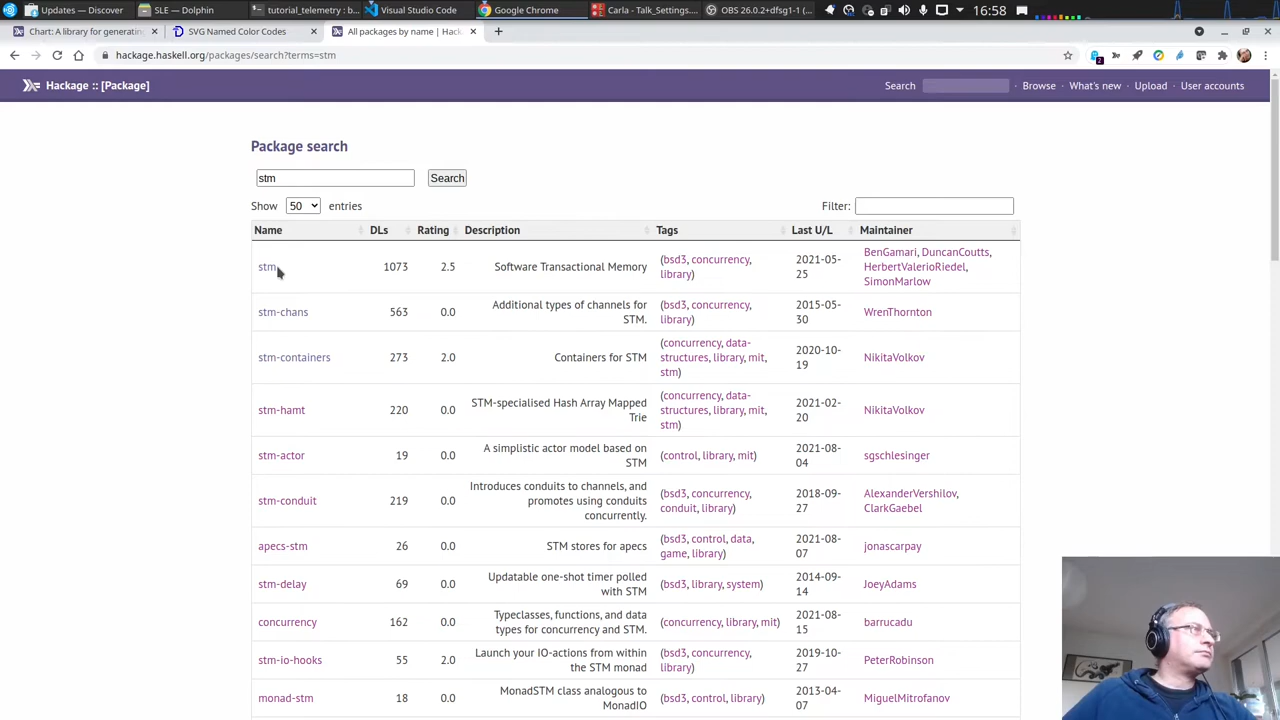 Updates — Discover
SLE — Dolphin
tutorial_telemetry : b...
Visual Studio Code
Google Chrome
Carla - Talk_Settings....
OBS 26.0.2+dfsg1-1 (...
16:58
Chart: A library for generating
SVG Named Color Codes
All packages by name | Hack
hackage.haskell.org/packages/search?terms=stm
2
Hackage :: [Package]
Search · Browse · What's new · Upload · User accounts
Package search
stm
Search
Show 50 entries
Filter:
Name DLs Rating Description Tags Last U/L Maintainer
stm 1073 2.5 Software Transactional Memory (bsd3, concurrency, library) 2021-05-25 BenGamari, DuncanCoutts, HerbertValerioRiedel, SimonMarlow
stm-chans 563 0.0 Additional types of channels for STM. (bsd3, concurrency, library) 2015-05-30 WrenThornton
stm-containers 273 2.0 Containers for STM (concurrency, data-structures, library, mit, stm) 2020-10-19 NikitaVolkov
stm-hamt 220 0.0 STM-specialised Hash Array Mapped Trie (concurrency, data-structures, library, mit, stm) 2021-02-20 NikitaVolkov
stm-actor 19 0.0 A simplistic actor model based on STM (control, library, mit) 2021-08-04 sgschlesinger
stm-conduit 219 0.0 Introduces conduits to channels, and promotes using conduits concurrently. (bsd3, concurrency, conduit, library) 2018-09-27 AlexanderVershilov, ClarkGaebel
apecs-stm 26 0.0 STM stores for apecs (bsd3, control, data, game, library) 2021-08-07 jonascarpay
stm-delay 69 0.0 Updatable one-shot timer polled with STM (bsd3, library, system) 2014-09-14 JoeyAdams
concurrency 162 0.0 Typeclasses, functions, and data types for concurrency and STM. (concurrency, library, mit) 2021-08-15 barrucadu
stm-io-hooks 55 2.0 Launch your IO-actions from within the STM monad (bsd3, concurrency, library) 2019-10-27 PeterRobinson
monad-stm 18 0.0 MonadSTM class analogous to MonadIO (bsd3, control, library) 2013-04-07 MiguelMitrofanov